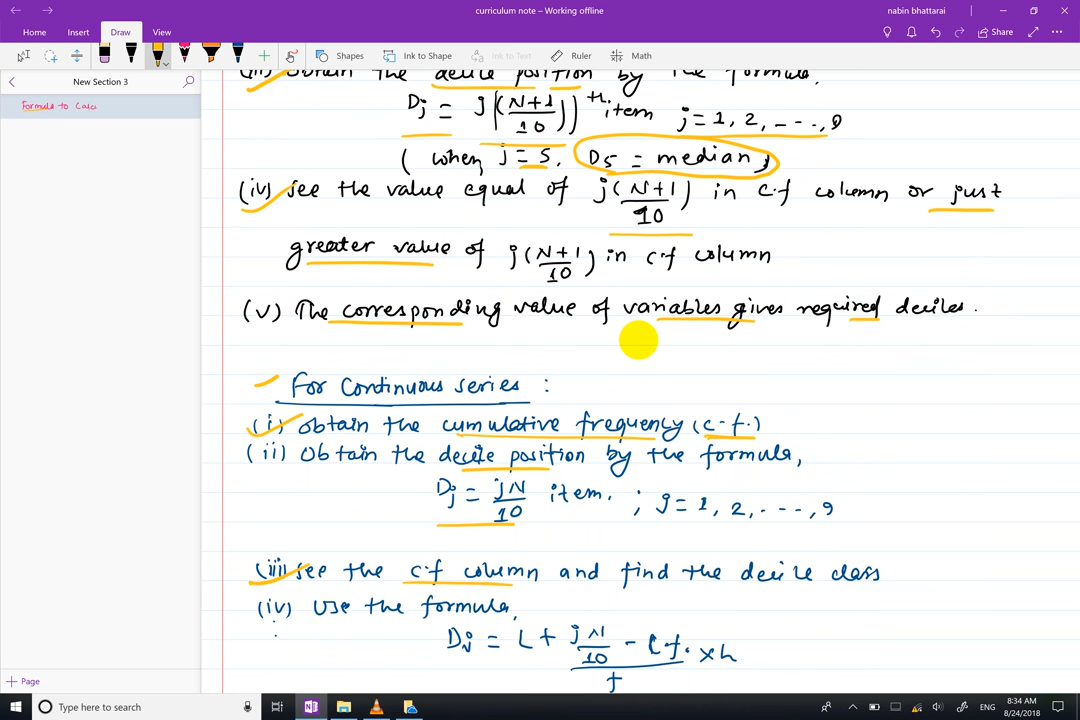 curriculum note – Working offline
nabin bhattarai
Home Insert Draw View
Share
Shapes Ink to Shape Ink to Text Ruler Math
New Section 3
Formula to Calcu
(iii) Obtain the decile position by the formula,
Dj = j(N+1/10)th item j=1, 2, ---, 9
( when j = 5, D5 = median )
(iv) see the value equal of j(N+1/10) in c.f column or just
greater value of j(N+1/10) in c.f column
(v) The corresponding value of variables gives required deciles.
For Continuous series :
(i) Obtain the cumulative frequency (c.f.)
(ii) Obtain the decile position by the formula,
Dj = jN/10 item. ; j= 1, 2, ----, 9
(iii) see the c.f column and find the decile class
(iv) Use the formula,
Dj = L + jN/10 - c.f. / f × h
+ Page
Type here to search
ENG
8:34 AM
8/24/2018